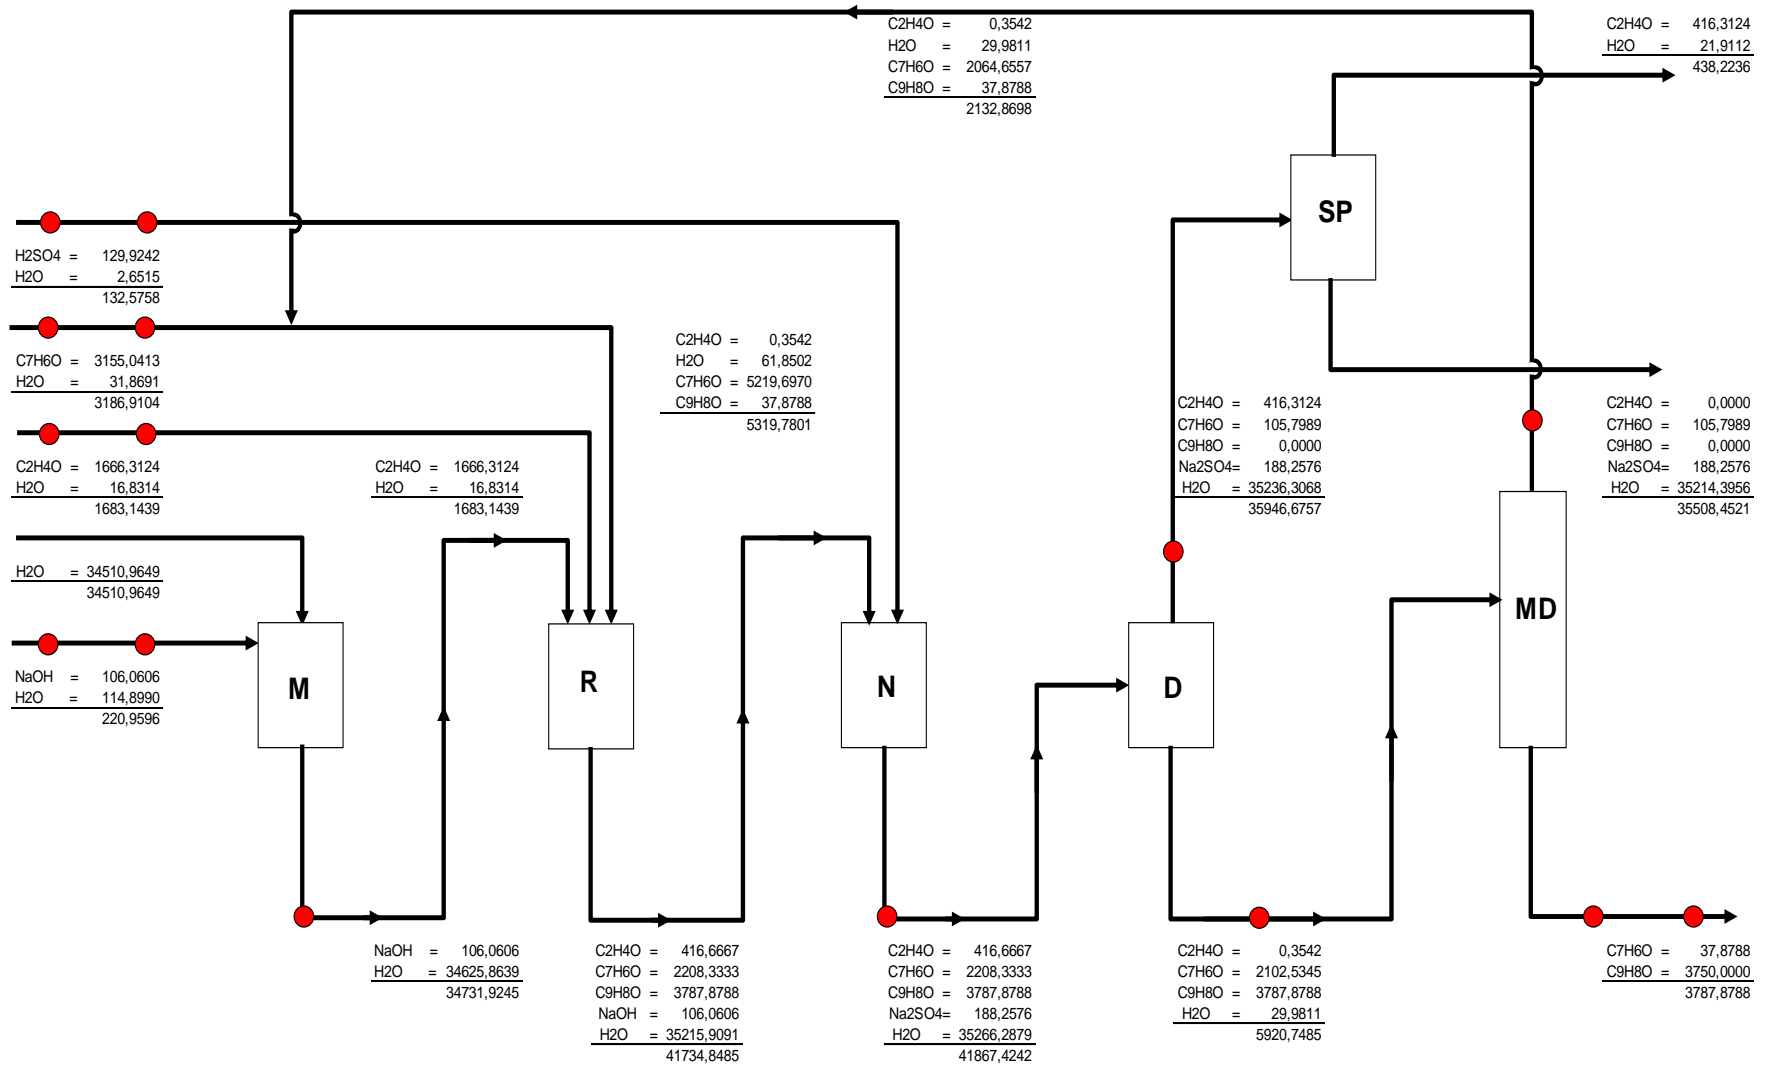 C2H4O = 0,3542
H2O = 29,9811
C7H6O = 2064,6557
C9H8O = 37,8788
2132,8698
C2H4O = 416,3124
H2O = 21,9112
438,2236
SP
H2SO4 = 129,9242
H2O = 2,6515
132,5758
C7H6O = 3155,0413
H2O = 31,8691
3186,9104
C2H4O = 0,3542
H2O = 61,8502
C7H6O = 5219,6970
C9H8O = 37,8788
5319,7801
C2H4O = 1666,3124
H2O = 16,8314
1683,1439
C2H4O = 1666,3124
H2O = 16,8314
1683,1439
C2H4O = 416,3124
C7H6O = 105,7989
C9H8O = 0,0000
Na2SO4= 188,2576
H2O = 35236,3068
35946,6757
C2H4O = 0,0000
C7H6O = 105,7989
C9H8O = 0,0000
Na2SO4= 188,2576
H2O = 35214,3956
35508,4521
H2O = 34510,9649
34510,9649
NaOH = 106,0606
H2O = 114,8990
220,9596
M
R
N
D
MD
NaOH = 106,0606
H2O = 34625,8639
34731,9245
C2H4O = 416,6667
C7H6O = 2208,3333
C9H8O = 3787,8788
NaOH = 106,0606
H2O = 35215,9091
41734,8485
C2H4O = 416,6667
C7H6O = 2208,3333
C9H8O = 3787,8788
Na2SO4= 188,2576
H2O = 35266,2879
41867,4242
C2H4O = 0,3542
C7H6O = 2102,5345
C9H8O = 3787,8788
H2O = 29,9811
5920,7485
C7H6O = 37,8788
C9H8O = 3750,0000
3787,8788